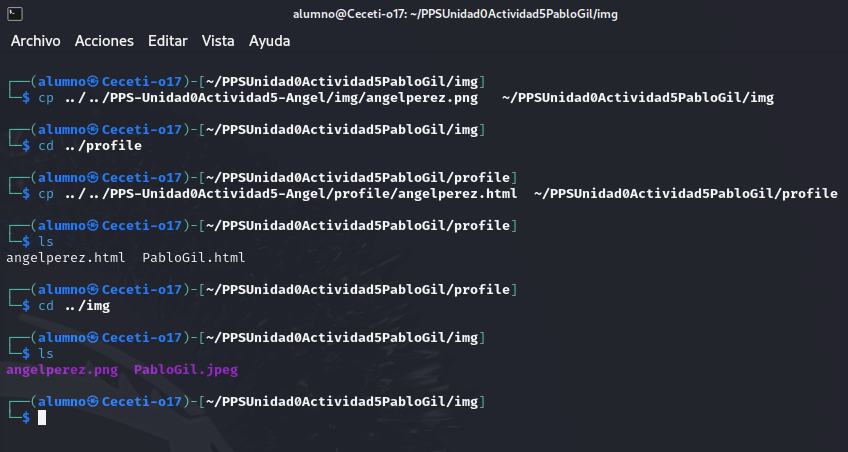 alumno@Ceceti-o17: ~/PPSUnidad0Actividad5PabloGil/img
Archivo Acciones Editar Vista Ayuda
┌──(alumno㉿Ceceti-o17)-[~/PPSUnidad0Actividad5PabloGil/img]
└─$ cp ../../PPS-Unidad0Actividad5-Angel/img/angelperez.png   ~/PPSUnidad0Actividad5PabloGil/img
┌──(alumno㉿Ceceti-o17)-[~/PPSUnidad0Actividad5PabloGil/img]
└─$ cd ../profile
┌──(alumno㉿Ceceti-o17)-[~/PPSUnidad0Actividad5PabloGil/profile]
└─$ cp ../../PPS-Unidad0Actividad5-Angel/profile/angelperez.html  ~/PPSUnidad0Actividad5PabloGil/profile
┌──(alumno㉿Ceceti-o17)-[~/PPSUnidad0Actividad5PabloGil/profile]
└─$ ls
angelperez.html  PabloGil.html
┌──(alumno㉿Ceceti-o17)-[~/PPSUnidad0Actividad5PabloGil/profile]
└─$ cd ../img
┌──(alumno㉿Ceceti-o17)-[~/PPSUnidad0Actividad5PabloGil/img]
└─$ ls
angelperez.png  PabloGil.jpeg
┌──(alumno㉿Ceceti-o17)-[~/PPSUnidad0Actividad5PabloGil/img]
└─$